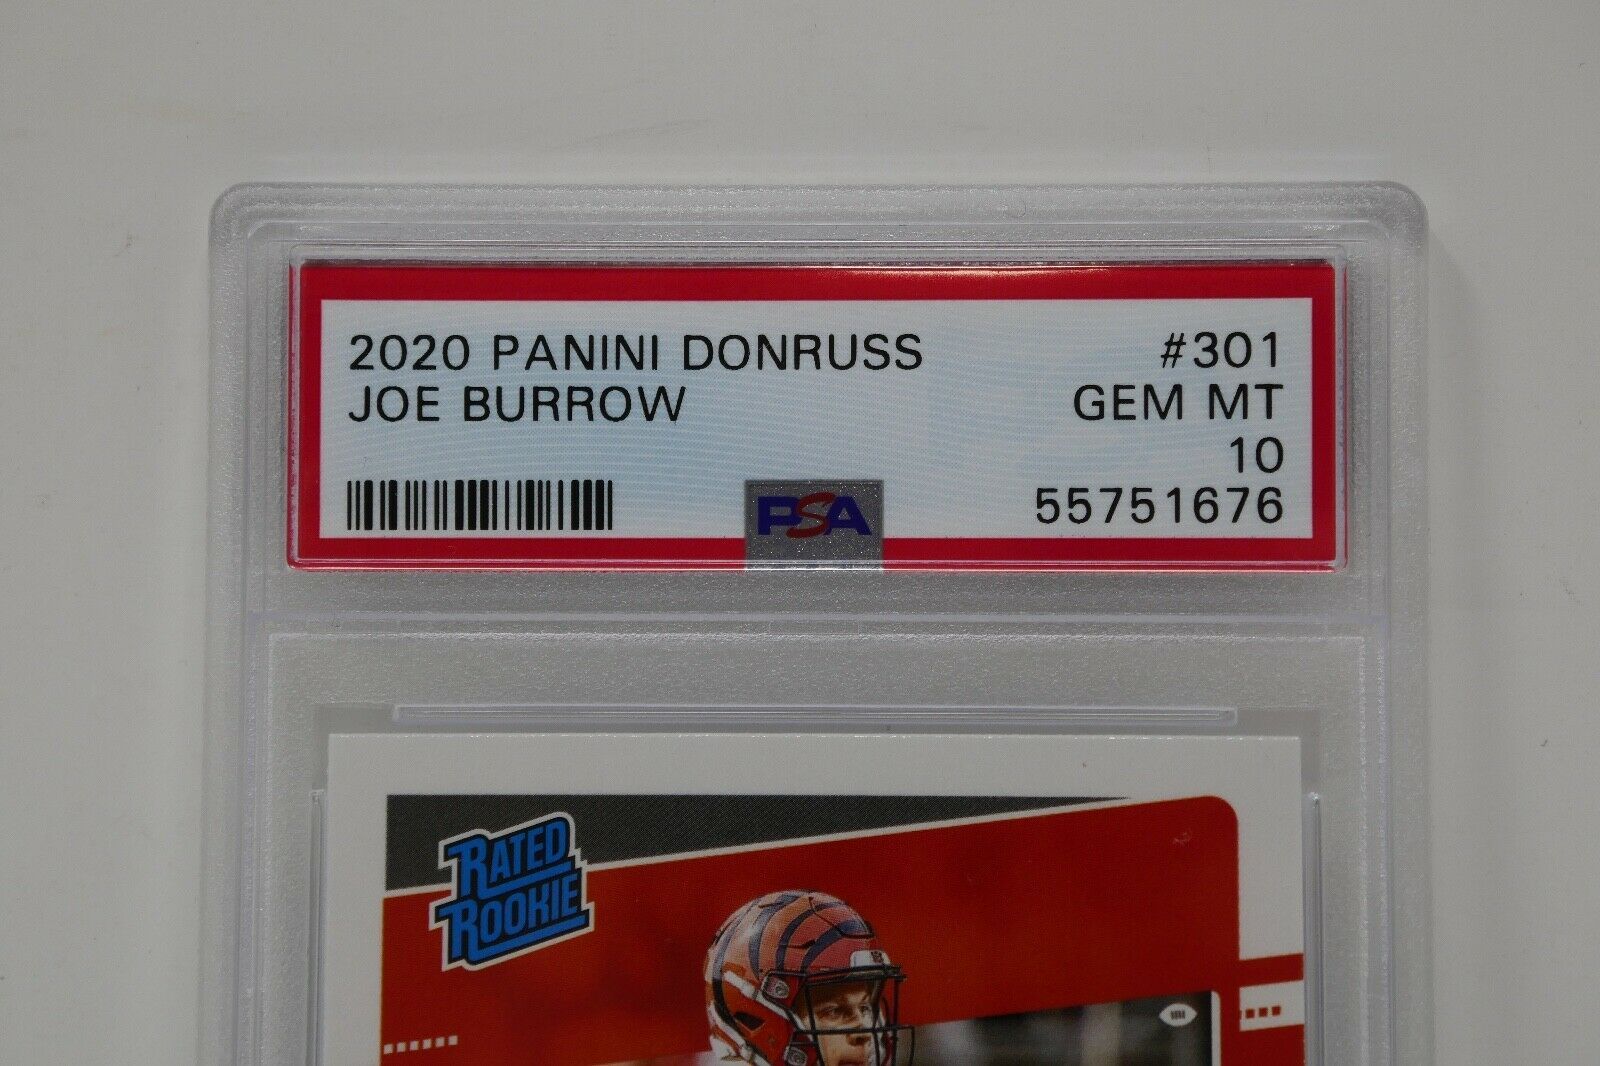 2020 PANINI DONRUSS #301
JOE BURROW GEM MT
10
PSA 55751676
RATED
ROOKIE